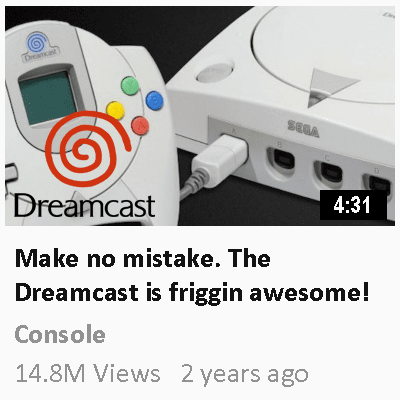 Dreamcast
A
SEGA
B
C
D
Dreamcast
4:31
Make no mistake. The
Dreamcast is friggin awesome!
Console
14.8M Views 2 years ago